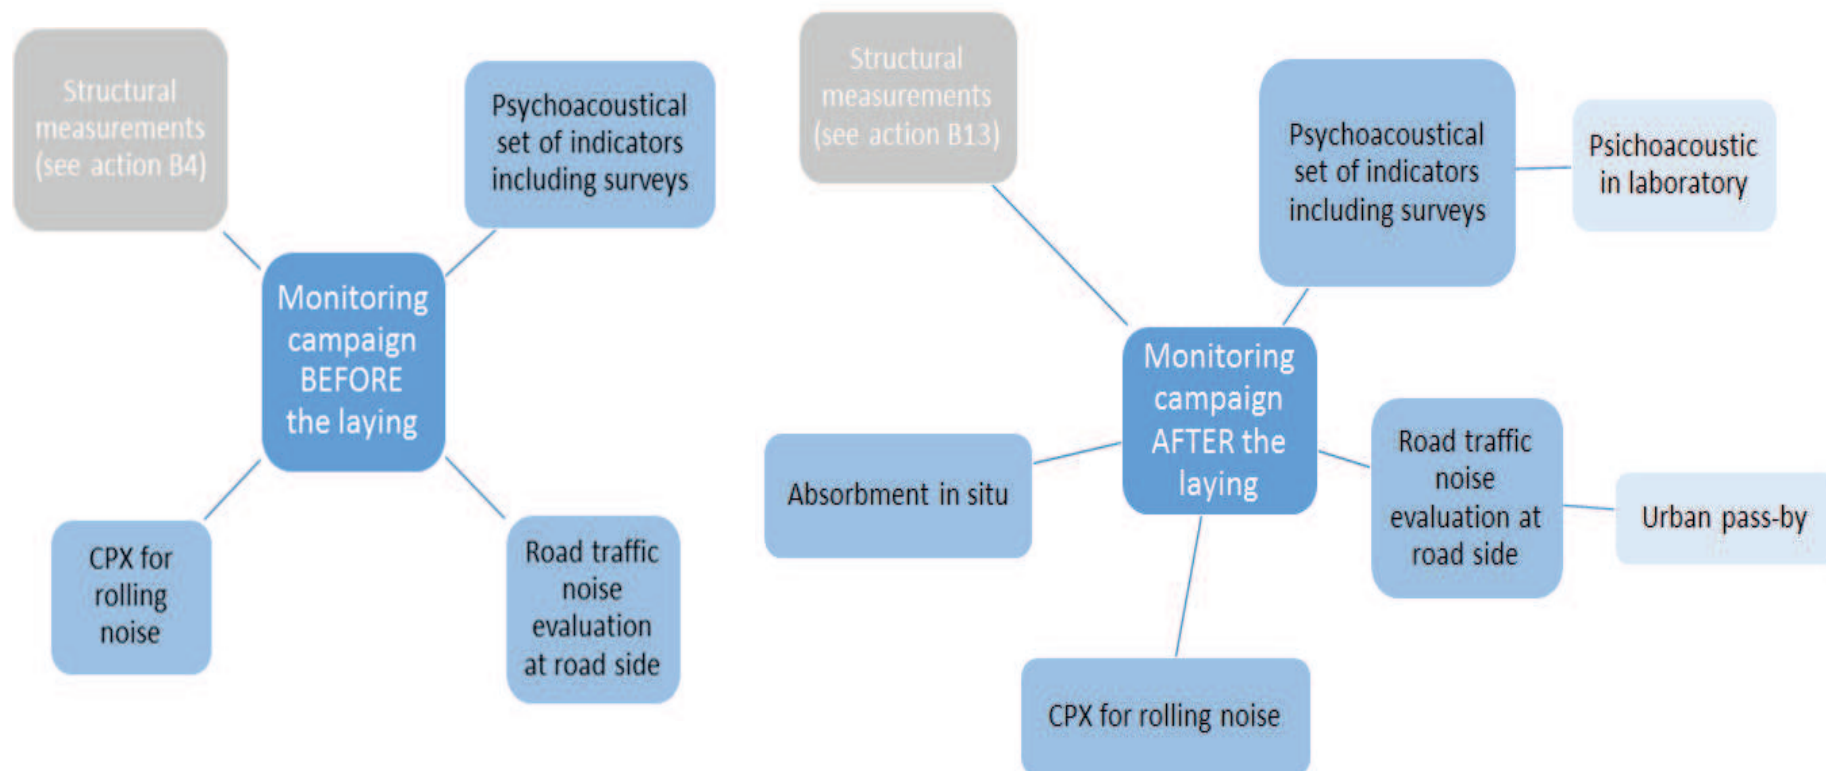 Structural
measurements
(see action B4)
Psychoacoustical
set of indicators
including surveys
Monitoring
campaign
BEFORE
the laying
CPX for
rolling
noise
Road traffic
noise
evaluation
at road side
Structural
measurements
(see action B13)
Psychoacoustical
set of indicators
including surveys
Psichoacoustic
in laboratory
Monitoring
campaign
AFTER the
laying
Absorbment in situ
Road traffic
noise
evaluation at
road side
Urban pass-by
CPX for rolling noise